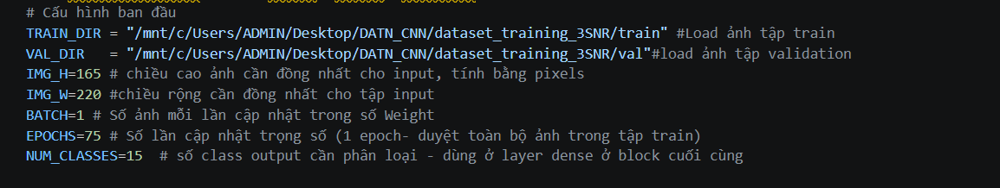 # Cấu hình ban đầu
TRAIN_DIR = "/mnt/c/Users/ADMIN/Desktop/DATN_CNN/dataset_training_3SNR/train" #Load ảnh tập train
VAL_DIR   = "/mnt/c/Users/ADMIN/Desktop/DATN_CNN/dataset_training_3SNR/val"#load ảnh tập validation
IMG_H=165 # chiều cao ảnh cần đồng nhất cho input, tính bằng pixels
IMG_W=220 #chiều rộng cần đồng nhất cho tập input
BATCH=1 # Số ảnh mỗi lần cập nhật trong số Weight
EPOCHS=75 # Số lần cập nhật trọng số (1 epoch- duyệt toàn bộ ảnh trong tập train)
NUM_CLASSES=15  # số class output cần phân loại - dùng ở layer dense ở block cuối cùng